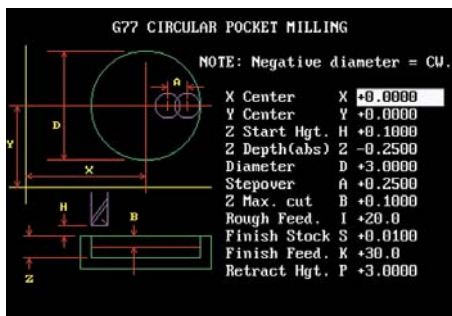 G77 CIRCULAR POCKET MILLING
NOTE: Negative diameter = CW.
A
D
Y
X
H
B
Z
X Center X +0.0000
Y Center Y +0.0000
Z Start Hgt. H +0.1000
Z Depth(abs) Z -0.2500
Diameter D +3.0000
Stepover A +0.2500
Z Max. cut B +0.1000
Rough Feed. I +20.0
Finish Stock S +0.0100
Finish Feed. K +30.0
Retract Hgt. P +3.0000